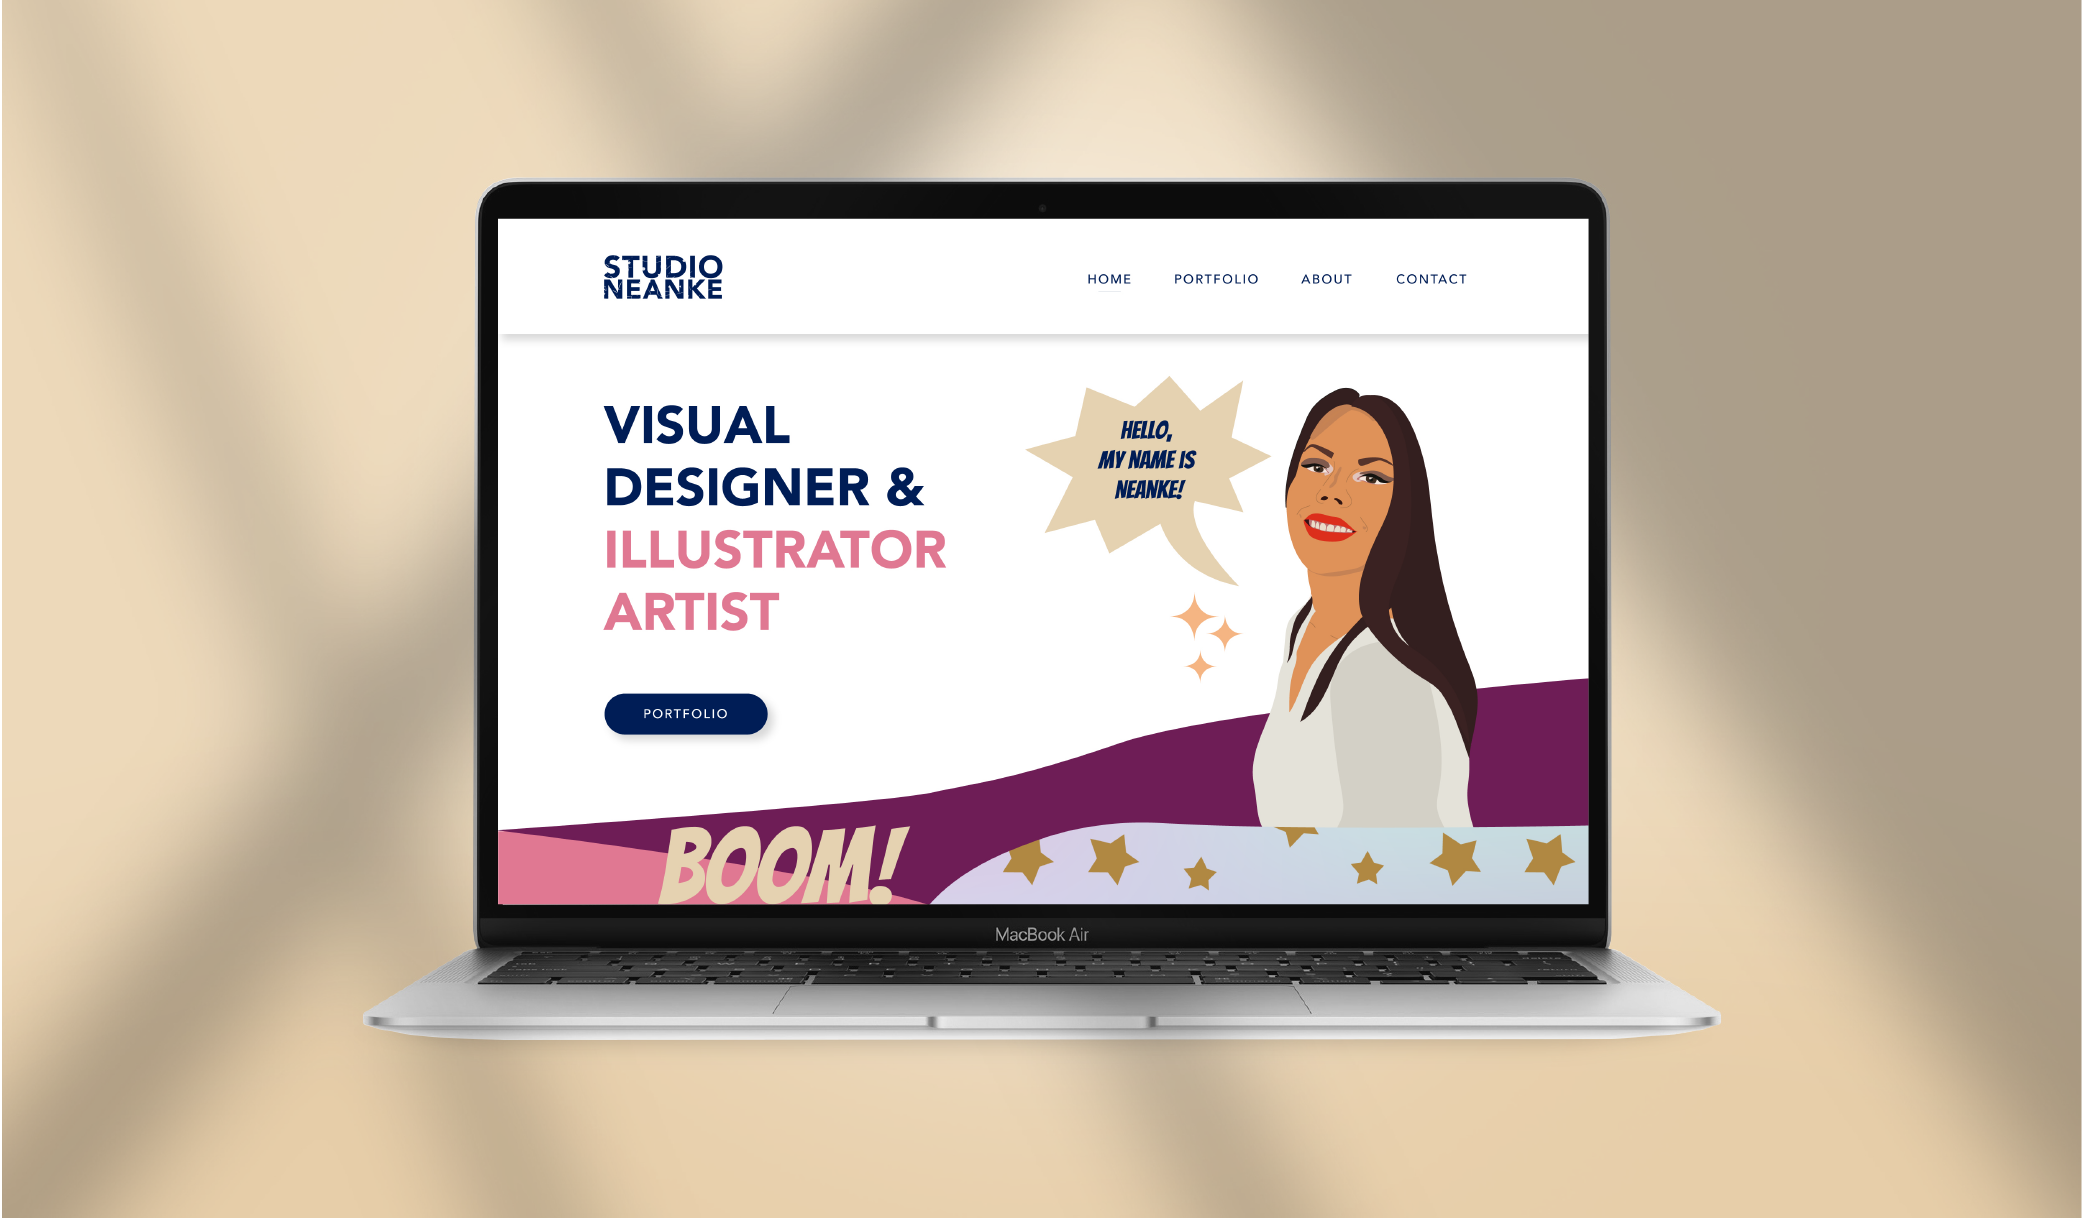 STUDIO
NEANKE
HOME PORTFOLIO ABOUT CONTACT
VISUAL
DESIGNER &
ILLUSTRATOR
ARTIST
HELLO,
MY NAME IS
NEANKE!
PORTFOLIO
BOOM!
MacBook Air